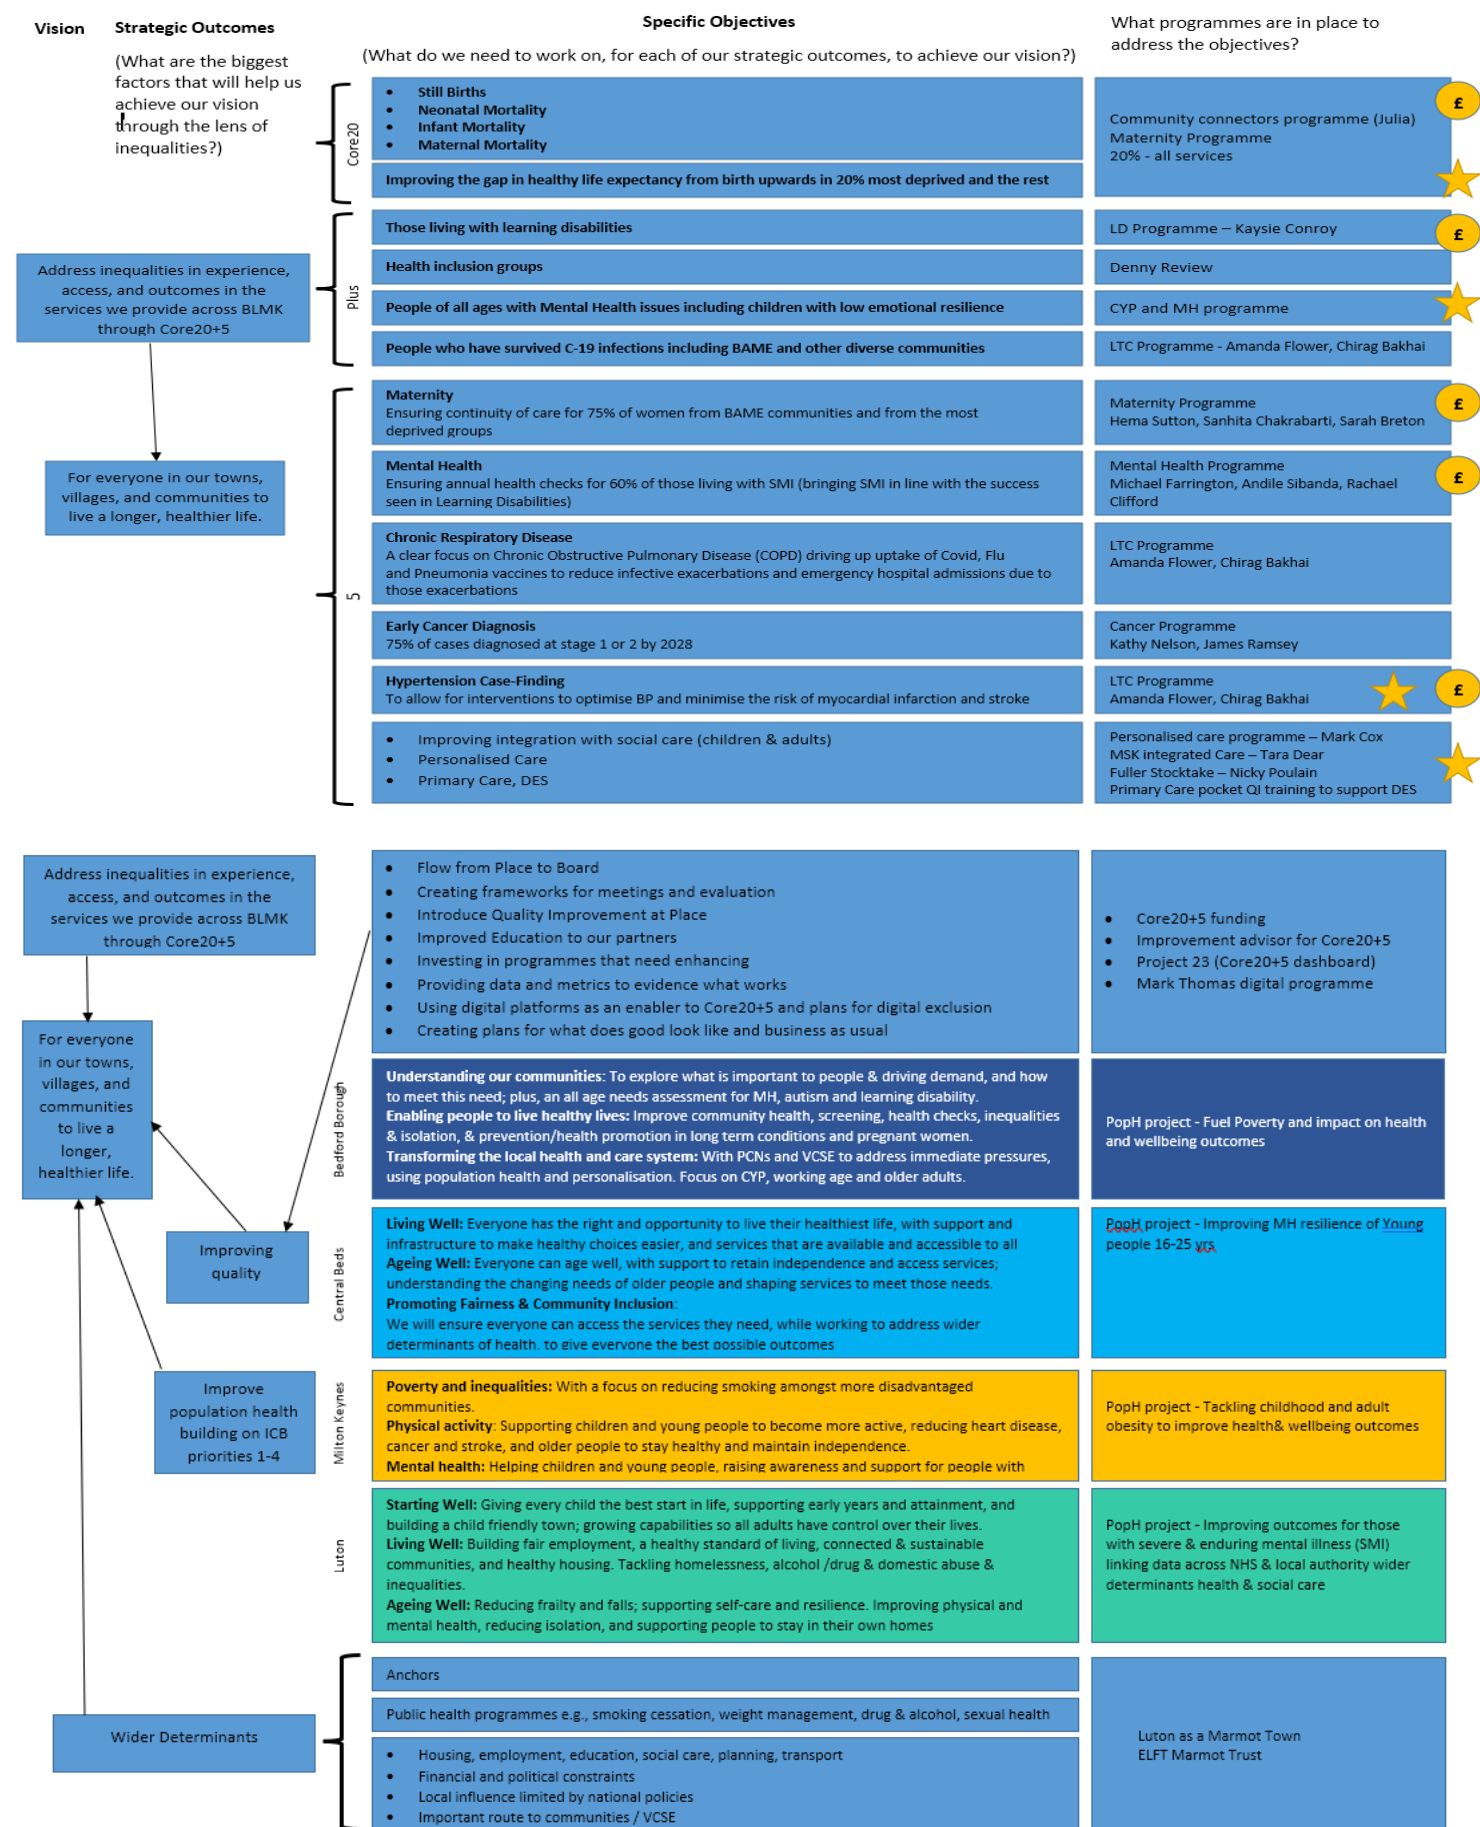 Vision
Strategic Outcomes
(What are the biggest
factors that will help us
achieve our vision
through the lens of
inequalities?)
Specific Objectives
(What do we need to work on, for each of our strategic outcomes, to achieve our vision?)
What programmes are in place to
address the objectives?
Core20
• Still Births
• Neonatal Mortality
• Infant Mortality
• Maternal Mortality
Improving the gap in healthy life expectancy from birth upwards in 20% most deprived and the rest
Community connectors programme (Julia)
Maternity Programme
20% - all services
£
Address inequalities in experience,
access, and outcomes in the
services we provide across BLMK
through Core20+5
For everyone in our towns,
villages, and communities to
live a longer, healthier life.
Plus
Those living with learning disabilities
LD Programme – Kaysie Conroy
£
Health inclusion groups
Denny Review
People of all ages with Mental Health issues including children with low emotional resilience
CYP and MH programme
People who have survived C-19 infections including BAME and other diverse communities
LTC Programme - Amanda Flower, Chirag Bakhai
5
Maternity
Ensuring continuity of care for 75% of women from BAME communities and from the most
deprived groups
Maternity Programme
Hema Sutton, Sanhita Chakrabarti, Sarah Breton
£
Mental Health
Ensuring annual health checks for 60% of those living with SMI (bringing SMI in line with the success
seen in Learning Disabilities)
Mental Health Programme
Michael Farrington, Andile Sibanda, Rachael
Clifford
£
Chronic Respiratory Disease
A clear focus on Chronic Obstructive Pulmonary Disease (COPD) driving up uptake of Covid, Flu
and Pneumonia vaccines to reduce infective exacerbations and emergency hospital admissions due to
those exacerbations
LTC Programme
Amanda Flower, Chirag Bakhai
Early Cancer Diagnosis
75% of cases diagnosed at stage 1 or 2 by 2028
Cancer Programme
Kathy Nelson, James Ramsey
Hypertension Case-Finding
To allow for interventions to optimise BP and minimise the risk of myocardial infarction and stroke
LTC Programme
Amanda Flower, Chirag Bakhai
£
• Improving integration with social care (children & adults)
• Personalised Care
• Primary Care, DES
Personalised care programme – Mark Cox
MSK integrated Care – Tara Dear
Fuller Stocktake – Nicky Poulain
Primary Care pocket QI training to support DES
Address inequalities in experience,
access, and outcomes in the
services we provide across BLMK
through Core20+5
For everyone
in our towns,
villages, and
communities
to live a
longer,
healthier life.
Improving
quality
Improve
population health
building on ICB
priorities 1-4
Wider Determinants
• Flow from Place to Board
• Creating frameworks for meetings and evaluation
• Introduce Quality Improvement at Place
• Improved Education to our partners
• Investing in programmes that need enhancing
• Providing data and metrics to evidence what works
• Using digital platforms as an enabler to Core20+5 and plans for digital exclusion
• Creating plans for what does good look like and business as usual
• Core20+5 funding
• Improvement advisor for Core20+5
• Project 23 (Core20+5 dashboard)
• Mark Thomas digital programme
Bedford Borough
Understanding our communities: To explore what is important to people & driving demand, and how
to meet this need; plus, an all age needs assessment for MH, autism and learning disability.
Enabling people to live healthy lives: Improve community health, screening, health checks, inequalities
& isolation, & prevention/health promotion in long term conditions and pregnant women.
Transforming the local health and care system: With PCNs and VCSE to address immediate pressures,
using population health and personalisation. Focus on CYP, working age and older adults.
PopH project - Fuel Poverty and impact on health
and wellbeing outcomes
Central Beds
Living Well: Everyone has the right and opportunity to live their healthiest life, with support and
infrastructure to make healthy choices easier, and services that are available and accessible to all
Ageing Well: Everyone can age well, with support to retain independence and access services;
understanding the changing needs of older people and shaping services to meet those needs.
Promoting Fairness & Community Inclusion:
We will ensure everyone can access the services they need, while working to address wider
determinants of health, to give everyone the best possible outcomes
PopH project - Improving MH resilience of Young
people 16-25 yrs
Milton Keynes
Poverty and inequalities: With a focus on reducing smoking amongst more disadvantaged
communities.
Physical activity: Supporting children and young people to become more active, reducing heart disease,
cancer and stroke, and older people to stay healthy and maintain independence.
Mental health: Helping children and young people, raising awareness and support for people with
PopH project - Tackling childhood and adult
obesity to improve health& wellbeing outcomes
Luton
Starting Well: Giving every child the best start in life, supporting early years and attainment, and
building a child friendly town; growing capabilities so all adults have control over their lives.
Living Well: Building fair employment, a healthy standard of living, connected & sustainable
communities, and healthy housing. Tackling homelessness, alcohol /drug & domestic abuse &
inequalities.
Ageing Well: Reducing frailty and falls; supporting self-care and resilience. Improving physical and
mental health, reducing isolation, and supporting people to stay in their own homes
PopH project - Improving outcomes for those
with severe & enduring mental illness (SMI)
linking data across NHS & local authority wider
determinants health & social care
Anchors
Public health programmes e.g., smoking cessation, weight management, drug & alcohol, sexual health
• Housing, employment, education, social care, planning, transport
• Financial and political constraints
• Local influence limited by national policies
• Important route to communities / VCSE
Luton as a Marmot Town
ELFT Marmot Trust